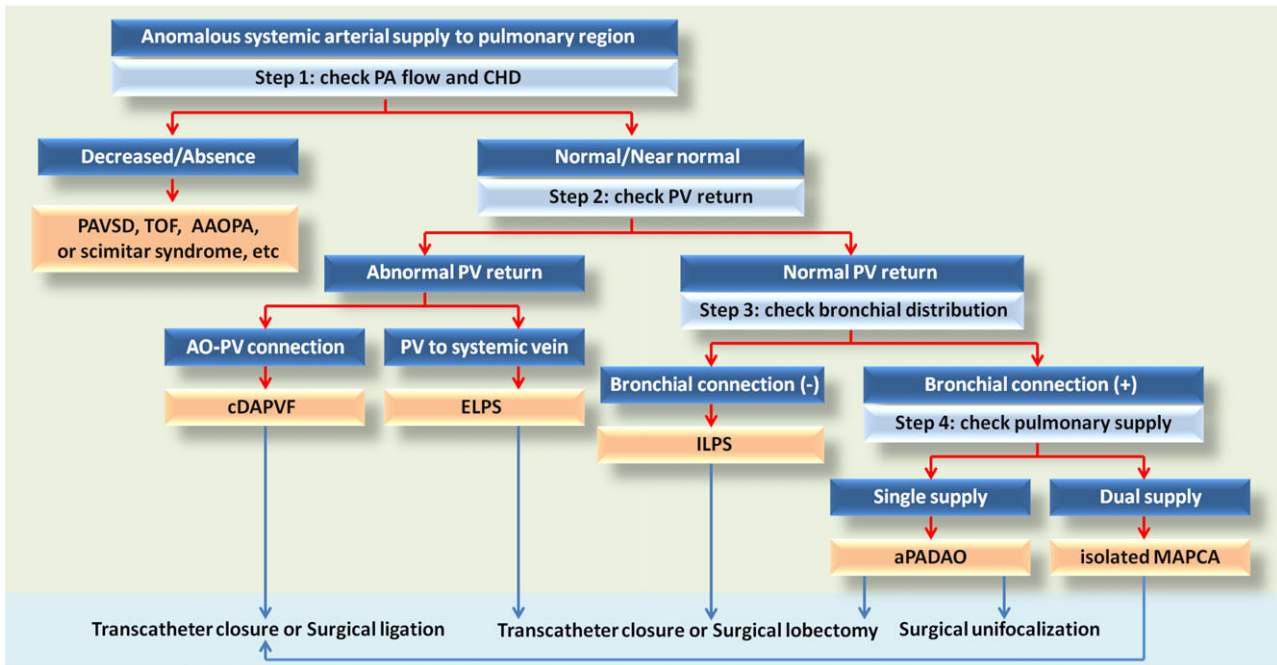 Anomalous systemic arterial supply to pulmonary region
Step 1: check PA flow and CHD
Decreased/Absence
Normal/Near normal
Step 2: check PV return
PAVSD, TOF, AAOPA,
or scimitar syndrome, etc
Abnormal PV return
Normal PV return
Step 3: check bronchial distribution
AO-PV connection
PV to systemic vein
Bronchial connection (-)
Bronchial connection (+)
cDAPVF
ELPS
Step 4: check pulmonary supply
ILPS
Single supply
Dual supply
aPADAO
isolated MAPCA
Transcatheter closure or Surgical ligation
Transcatheter closure or Surgical lobectomy
Surgical unifocalization